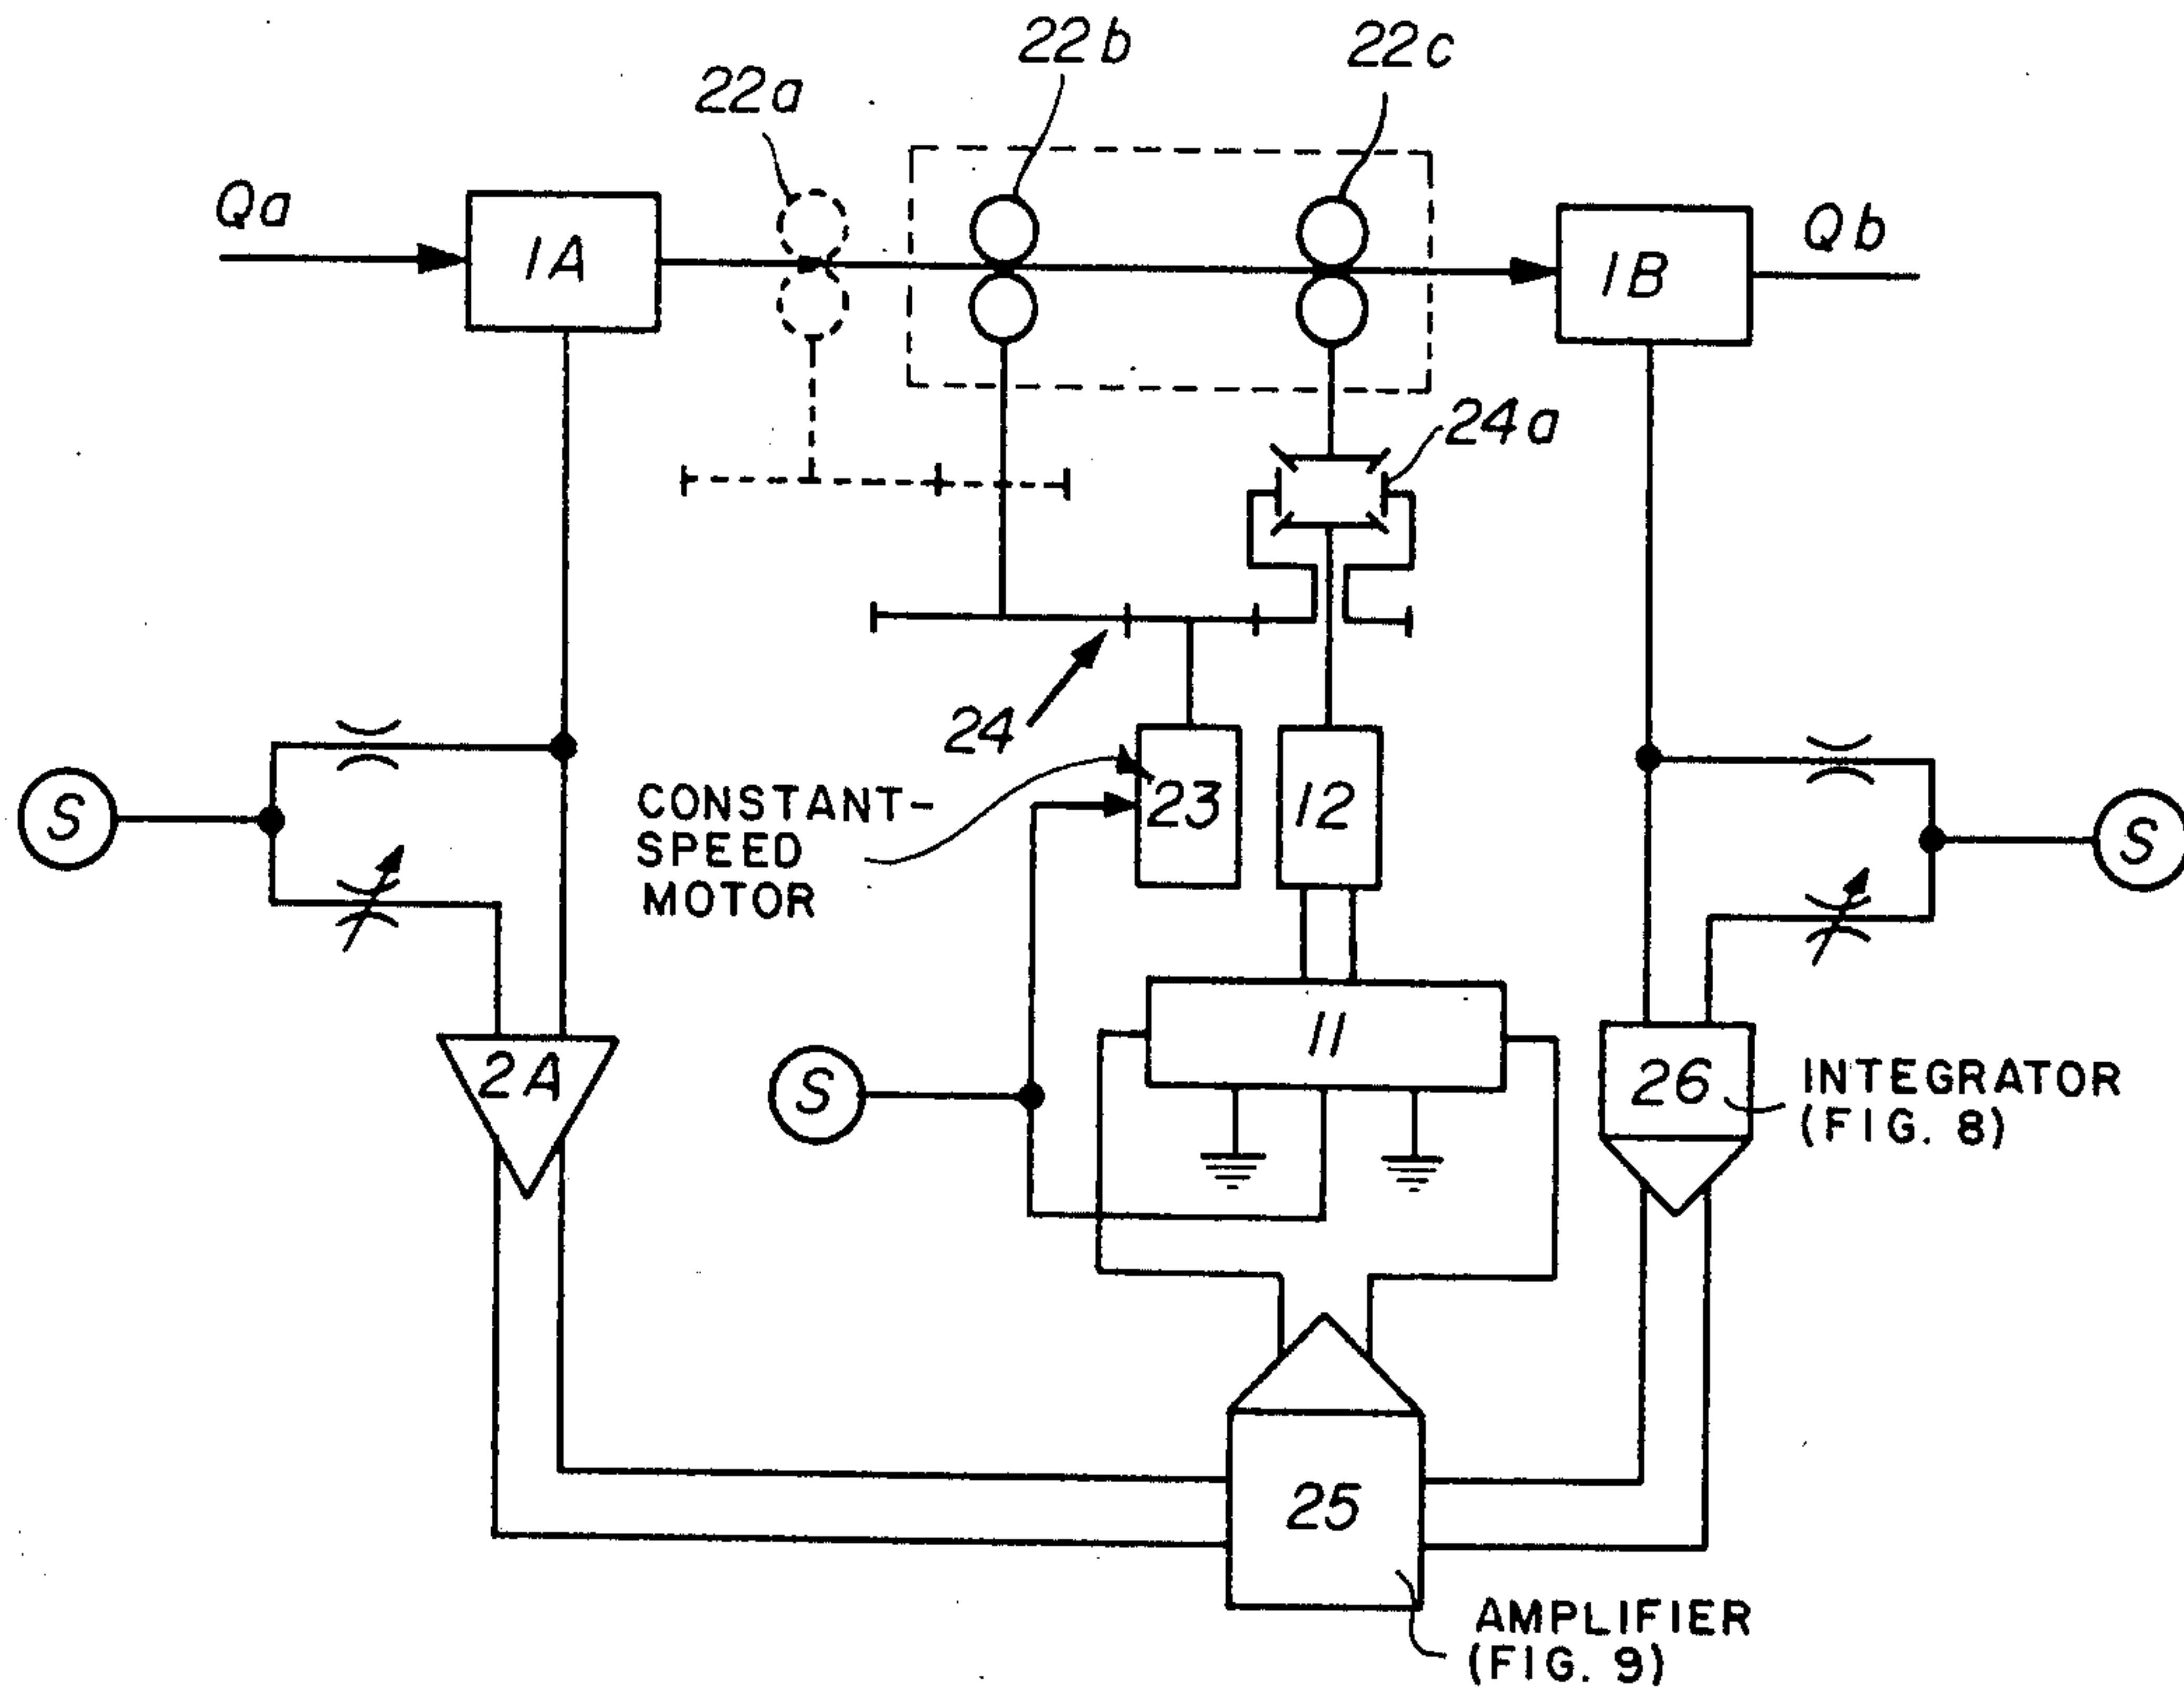 22b
22c
22a
Qa
1A
1B
Qb
24a
24
CONSTANT-
SPEED
MOTOR
23
12
S
S
11
2A
S
26
INTEGRATOR
(FIG. 8)
25
AMPLIFIER
(FIG. 9)